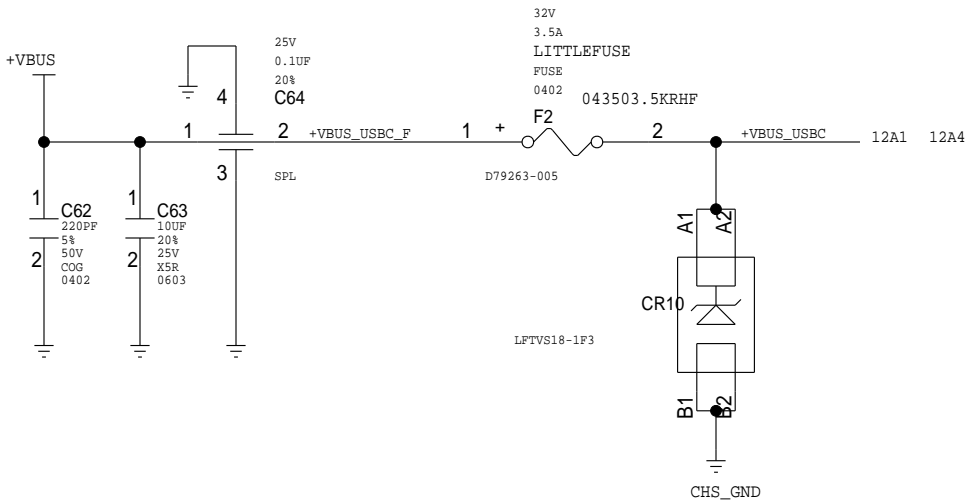 32V
3.5A
LITTLEFUSE
FUSE
0402
043503.5KRHF
F2
1
+
2
D79263-005
25V
0.1UF
20%
C64
4
1
2
3
SPL
+VBUS
+VBUS_USBC_F
+VBUS_USBC
12A1 12A4
1
C62
220PF
5%
50V
COG
0402
2
1
C63
10UF
20%
25V
X5R
0603
2
A1
A2
CR10
LFTVS18-1F3
B1
B2
CHS_GND